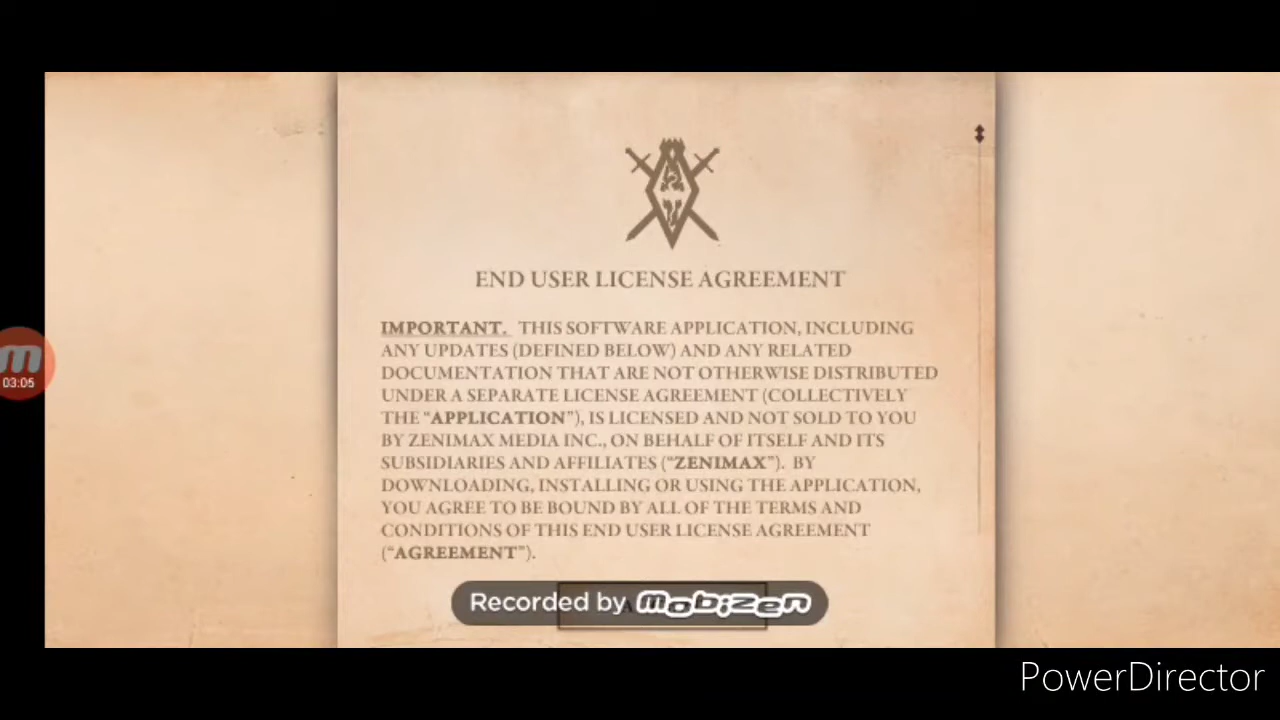 END USER LICENSE AGREEMENT
IMPORTANT. THIS SOFTWARE APPLICATION, INCLUDING
ANY UPDATES (DEFINED BELOW) AND ANY RELATED
DOCUMENTATION THAT ARE NOT OTHERWISE DISTRIBUTED
UNDER A SEPARATE LICENSE AGREEMENT (COLLECTIVELY
THE “APPLICATION”), IS LICENSED AND NOT SOLD TO YOU
BY ZENIMAX MEDIA INC., ON BEHALF OF ITSELF AND ITS
SUBSIDIARIES AND AFFILIATES (“ZENIMAX”). BY
DOWNLOADING, INSTALLING OR USING THE APPLICATION,
YOU AGREE TO BE BOUND BY ALL OF THE TERMS AND
CONDITIONS OF THIS END USER LICENSE AGREEMENT
(“AGREEMENT”).
03:05
Recorded by mobizen
PowerDirector